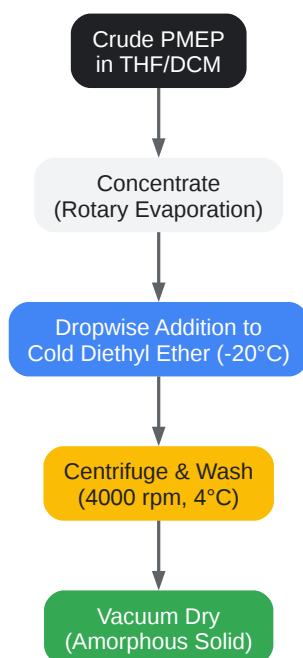 Crude PMEP
in THF/DCM
Concentrate
(Rotary Evaporation)
Dropwise Addition to
Cold Diethyl Ether (-20°C)
Centrifuge & Wash
(4000 rpm, 4°C)
Vacuum Dry
(Amorphous Solid)